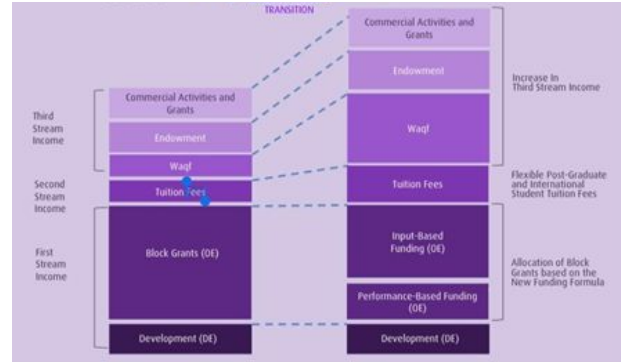 TRANSITION
Commercial Activities and
Grants
Endowment
Waqf
Tuition Fees
Input-Based
Funding (OE)
Performance-Based Funding
(OE)
Development (DE)
Commercial Activities and
Grants
Endowment
Waqf
Tuition Fees
Block Grants (OE)
Development (DE)
Third
Stream
Income
Second
Stream
Income
First
Stream
Income
Increase In
Third Stream Income
Flexible Post-Graduate
and International
Student Tuition Fees
Allocation of Block
Grants based on the
New Funding Formula